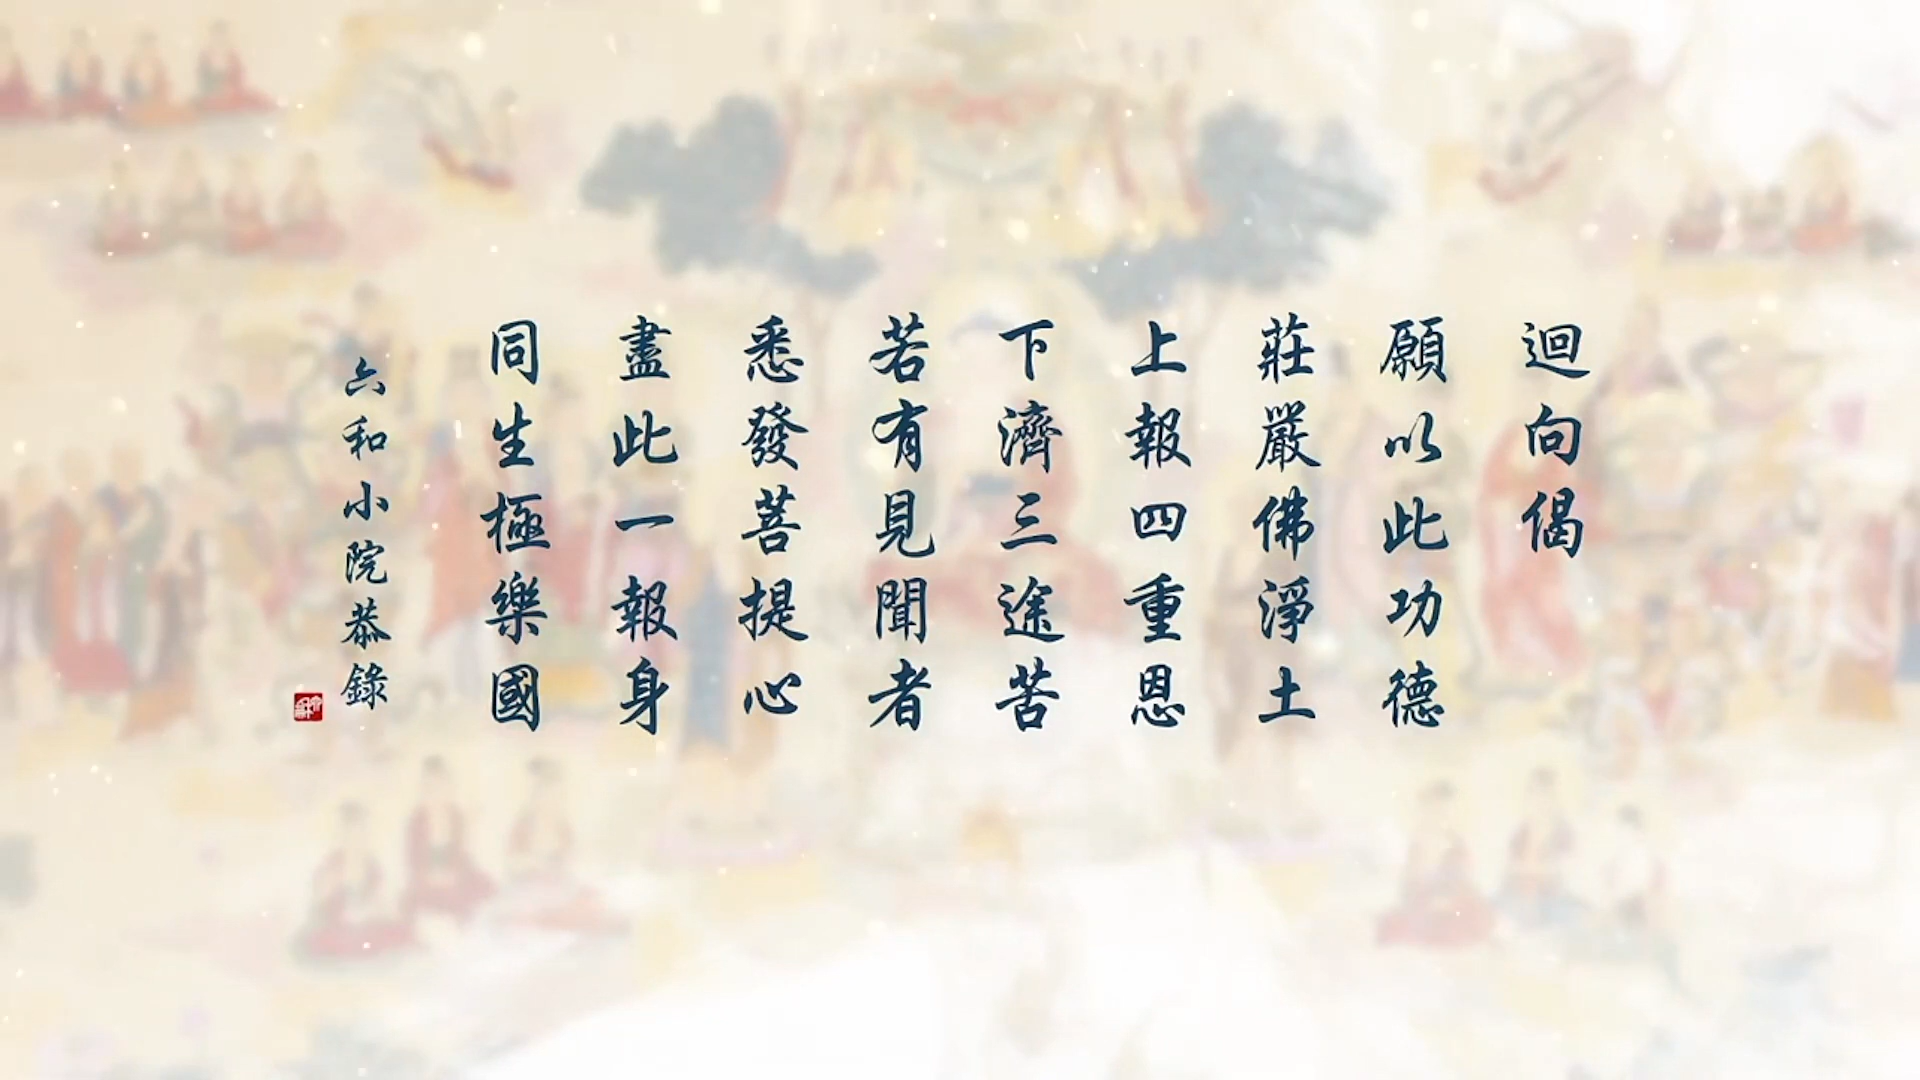 迴向偈
願以此功德
莊嚴佛淨土
上報四重恩
下濟三途苦
若有見聞者
悉發菩提心
盡此一報身
同生極樂國
六和小院恭錄